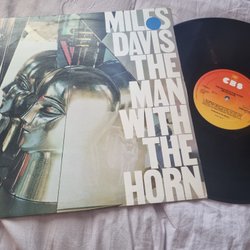 MILES
DAVIS
THE
MAN
WITH
THE
HORN
CBS